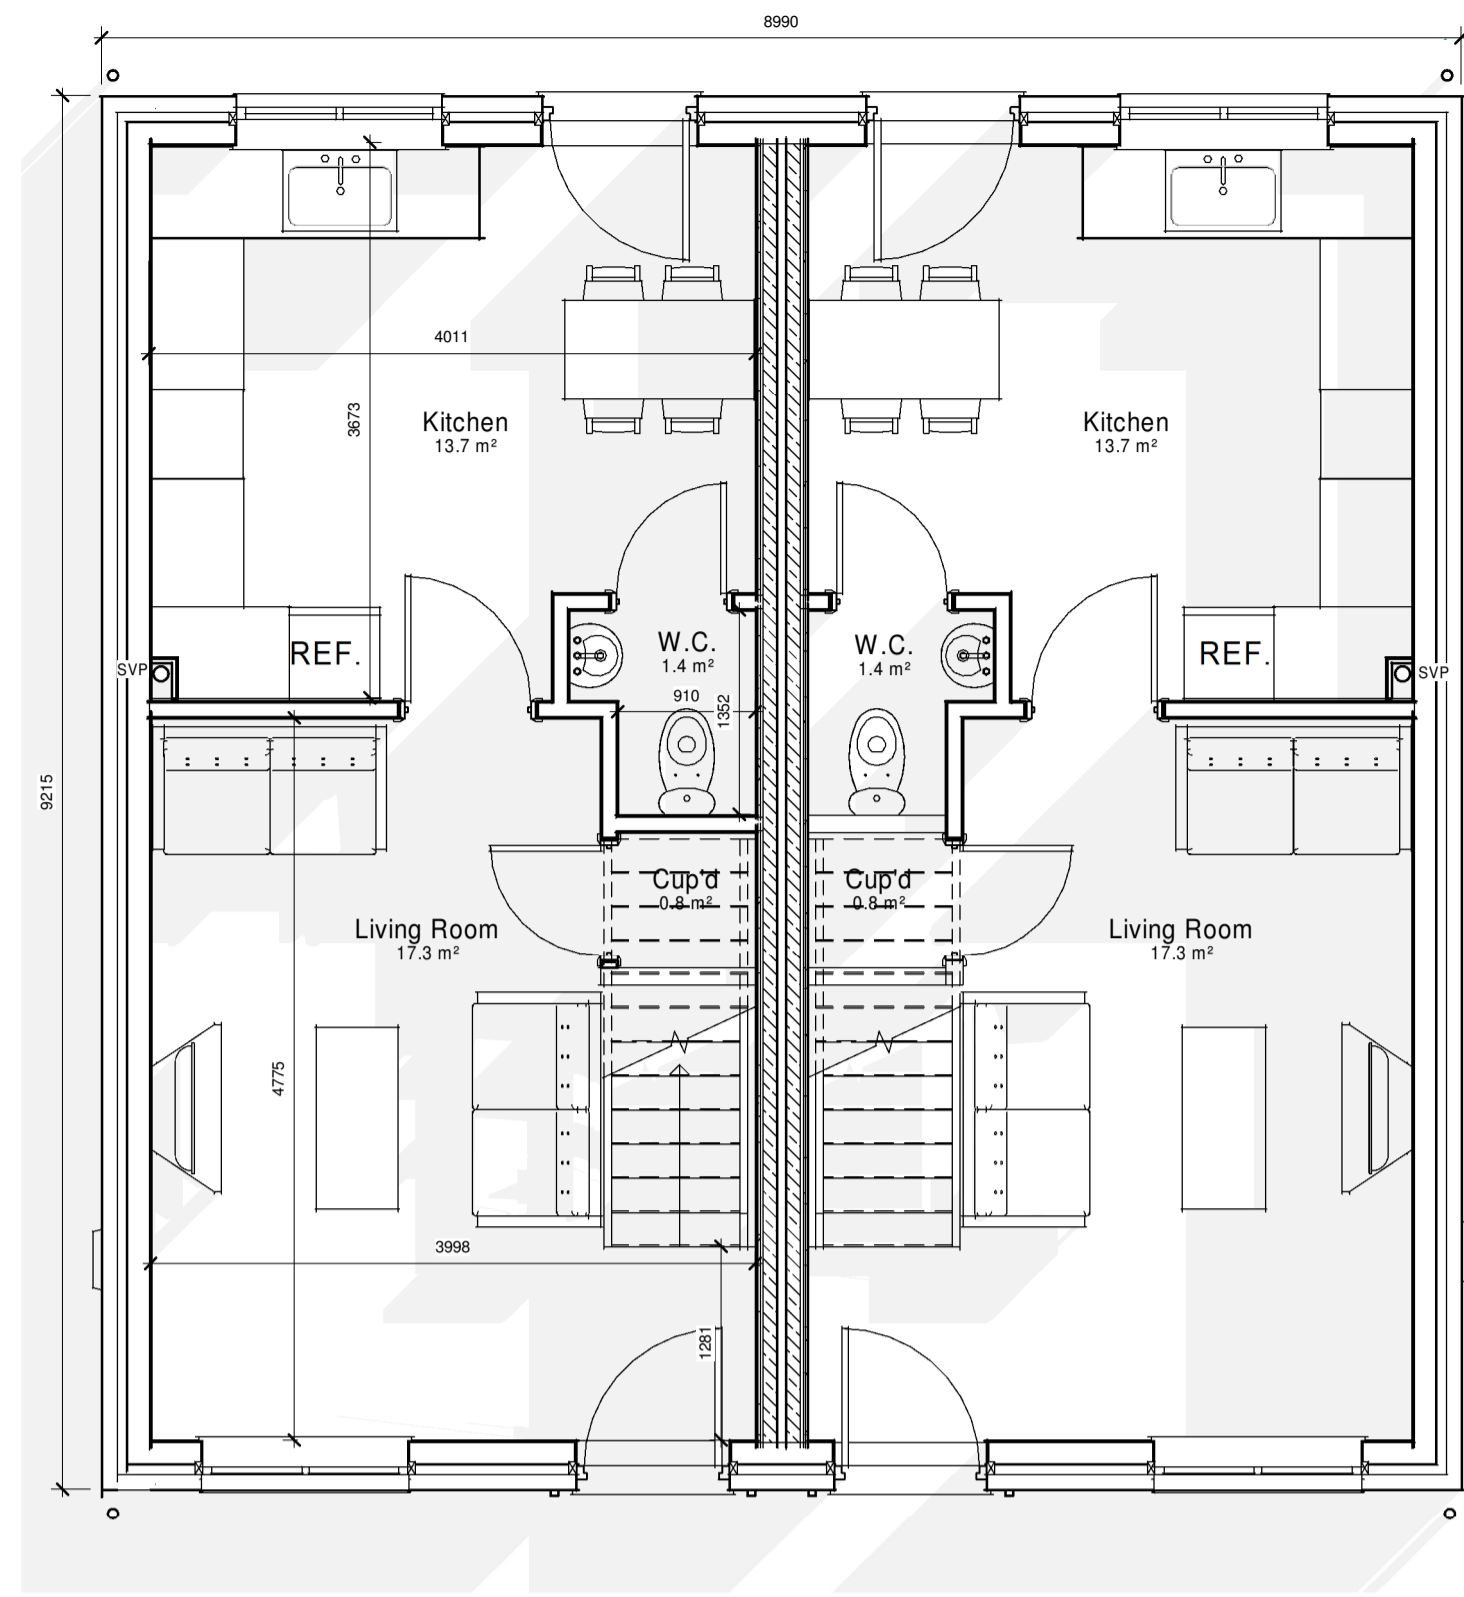 8990
4011
3673
Kitchen
13.7 m²
Kitchen
13.7 m²
REF.
W.C.
1.4 m²
W.C.
1.4 m²
REF.
SVP
SVP
910
1352
9215
Cup'd
0.8 m²
Cup'd
0.8 m²
Living Room
17.3 m²
Living Room
17.3 m²
4775
3998
1281